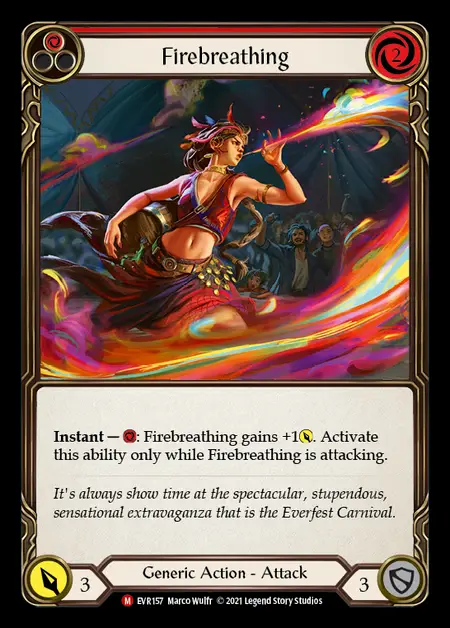 Firebreathing
2
Instant — : Firebreathing gains +1. Activate
this ability only while Firebreathing is attacking.
It's always show time at the spectacular, stupendous,
sensational extravaganza that is the Everfest Carnival.
3
Generic Action - Attack
3
M EVR157 Marco Wulfr © 2021 Legend Story Studios